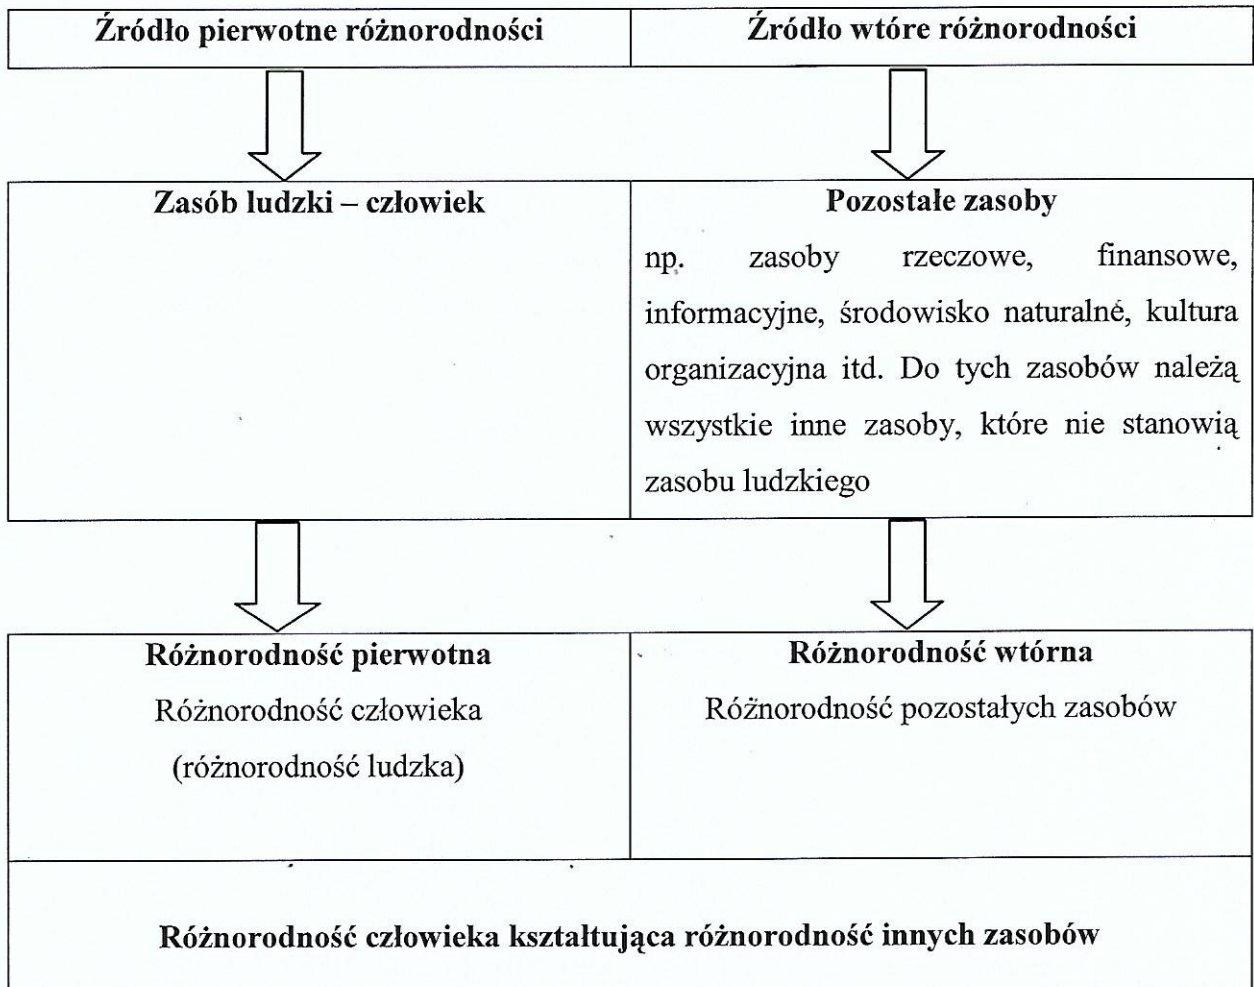 Źródło pierwotne różnorodności
Źródło wtóre różnorodności
Zasób ludzki – człowiek
Pozostałe zasoby
np. zasoby rzeczowe, finansowe,
informacyjne, środowisko naturalne, kultura
organizacyjna itd. Do tych zasobów należą
wszystkie inne zasoby, które nie stanowią
zasobu ludzkiego
Różnorodność pierwotna
Różnorodność człowieka
(różnorodność ludzka)
Różnorodność wtórna
Różnorodność pozostałych zasobów
Różnorodność człowieka kształtująca różnorodność innych zasobów